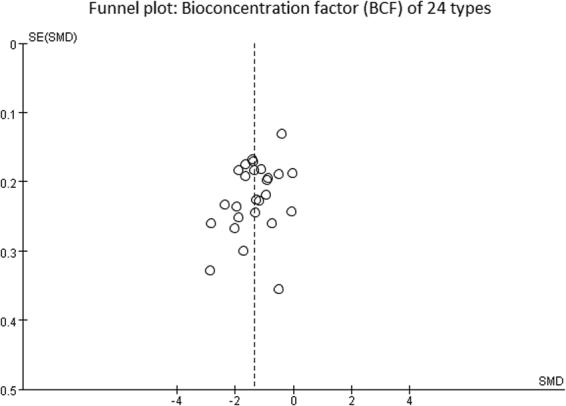 Funnel plot: Bioconcentration factor (BCF) of 24 types
SE(SMD)
0
0.1
0.2
0.3
0.4
0.5
SMD
-4 -2 0 2 4